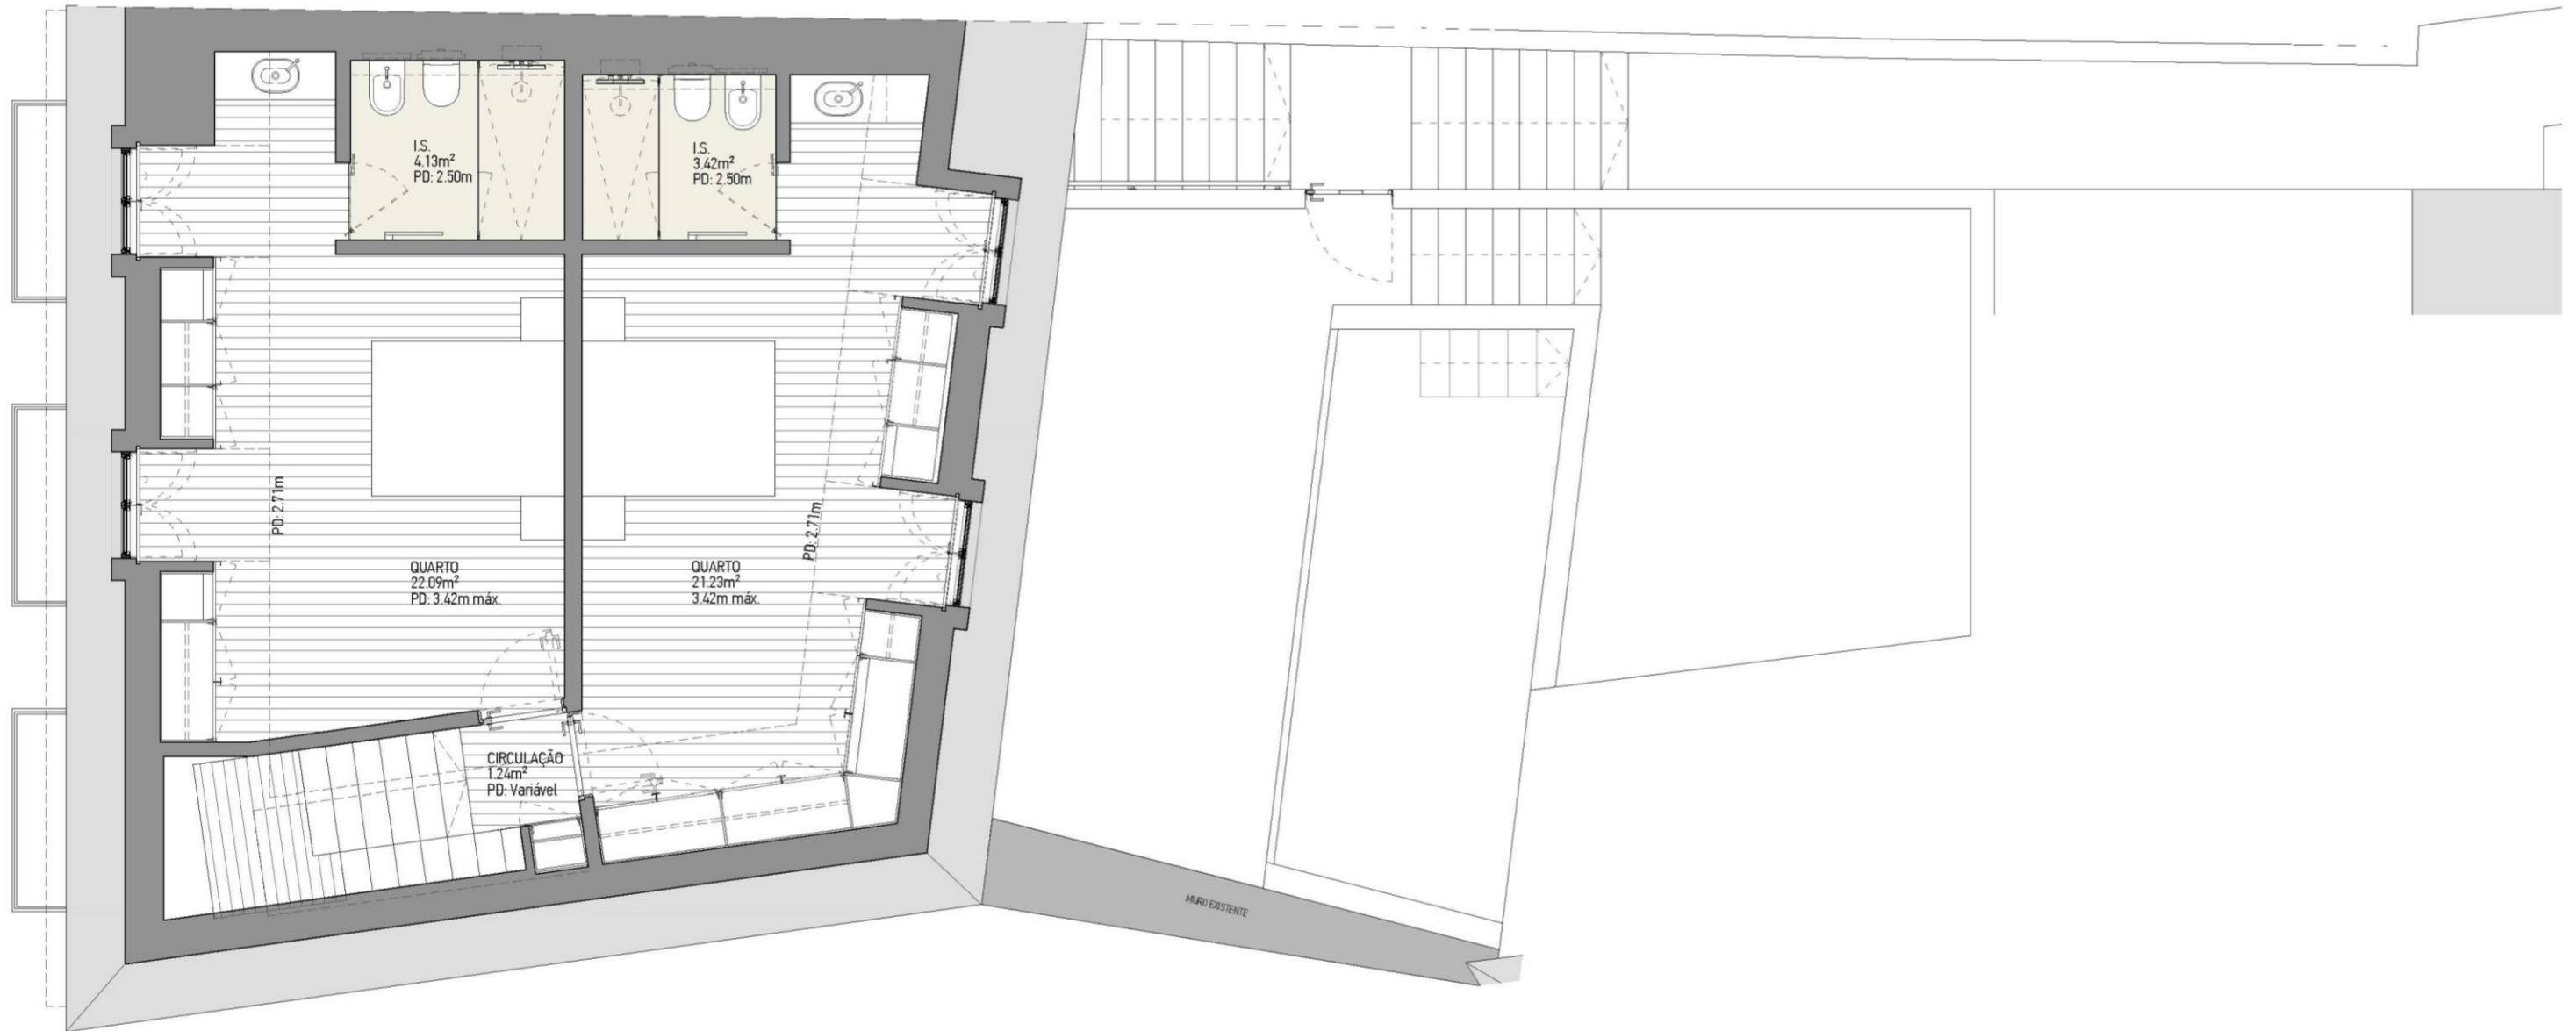 I.S.
4.13m²
PD: 2.50m
I.S.
3.42m²
PD: 2.50m
PD: 2.71m
PD: 2.71m
QUARTO
22.09m²
PD: 3.42m máx.
QUARTO
21.23m²
3.42m máx.
CIRCULAÇÃO
1.24m²
PD: Variável
MURO EXISTENTE